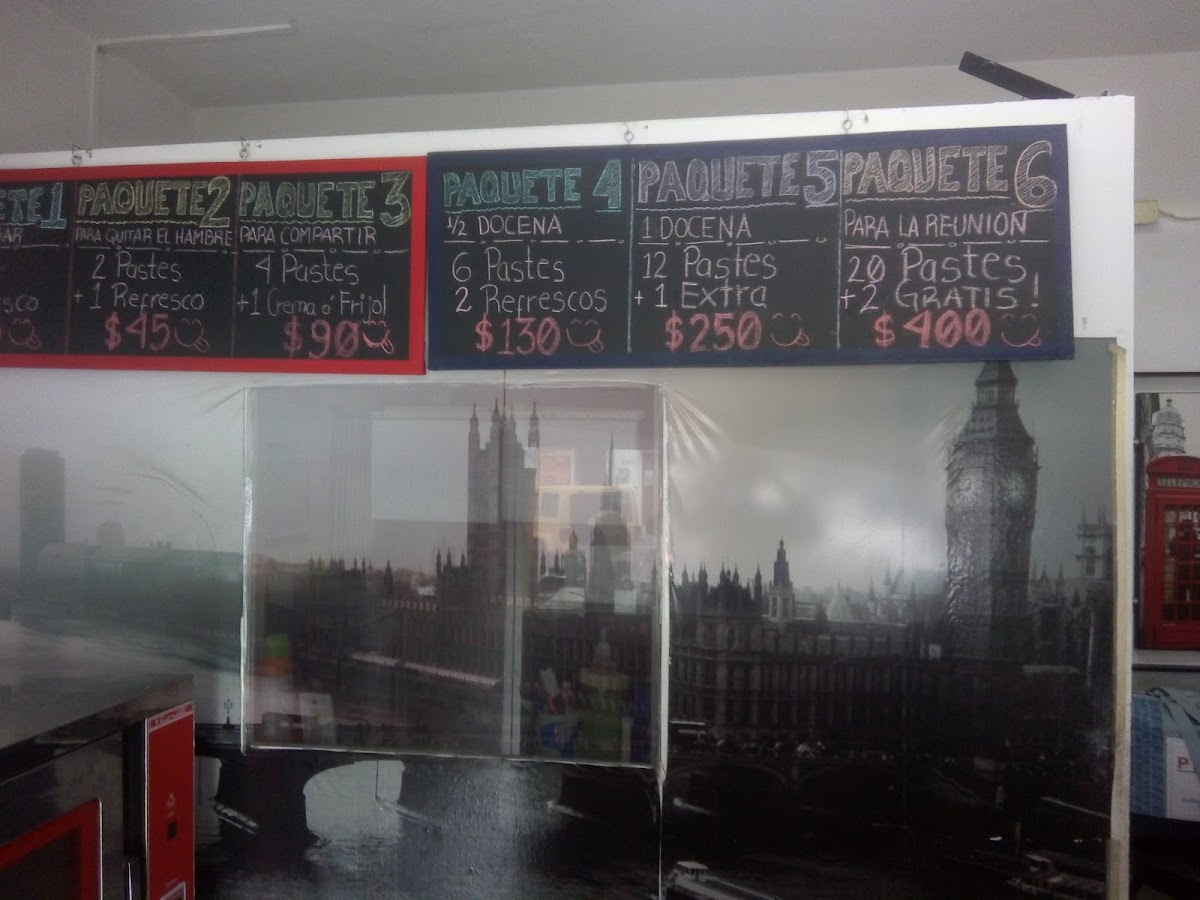 PAQUETE 2
PARA QUITAR EL HAMBRE
2 Pastes
+ 1 Refresco
$45
PAQUETE 3
PARA COMPARTIR
4 Pastes
+1 Crema ó Frijol
$90
PAQUETE 4
½ DOCENA
6 Pastes
2 Refrescos
$130
PAQUETE 5
1 DOCENA
12 Pastes
+ 1 Extra
$250
PAQUETE 6
PARA LA REUNION
20 Pastes
+ 2 GRATIS!
$400